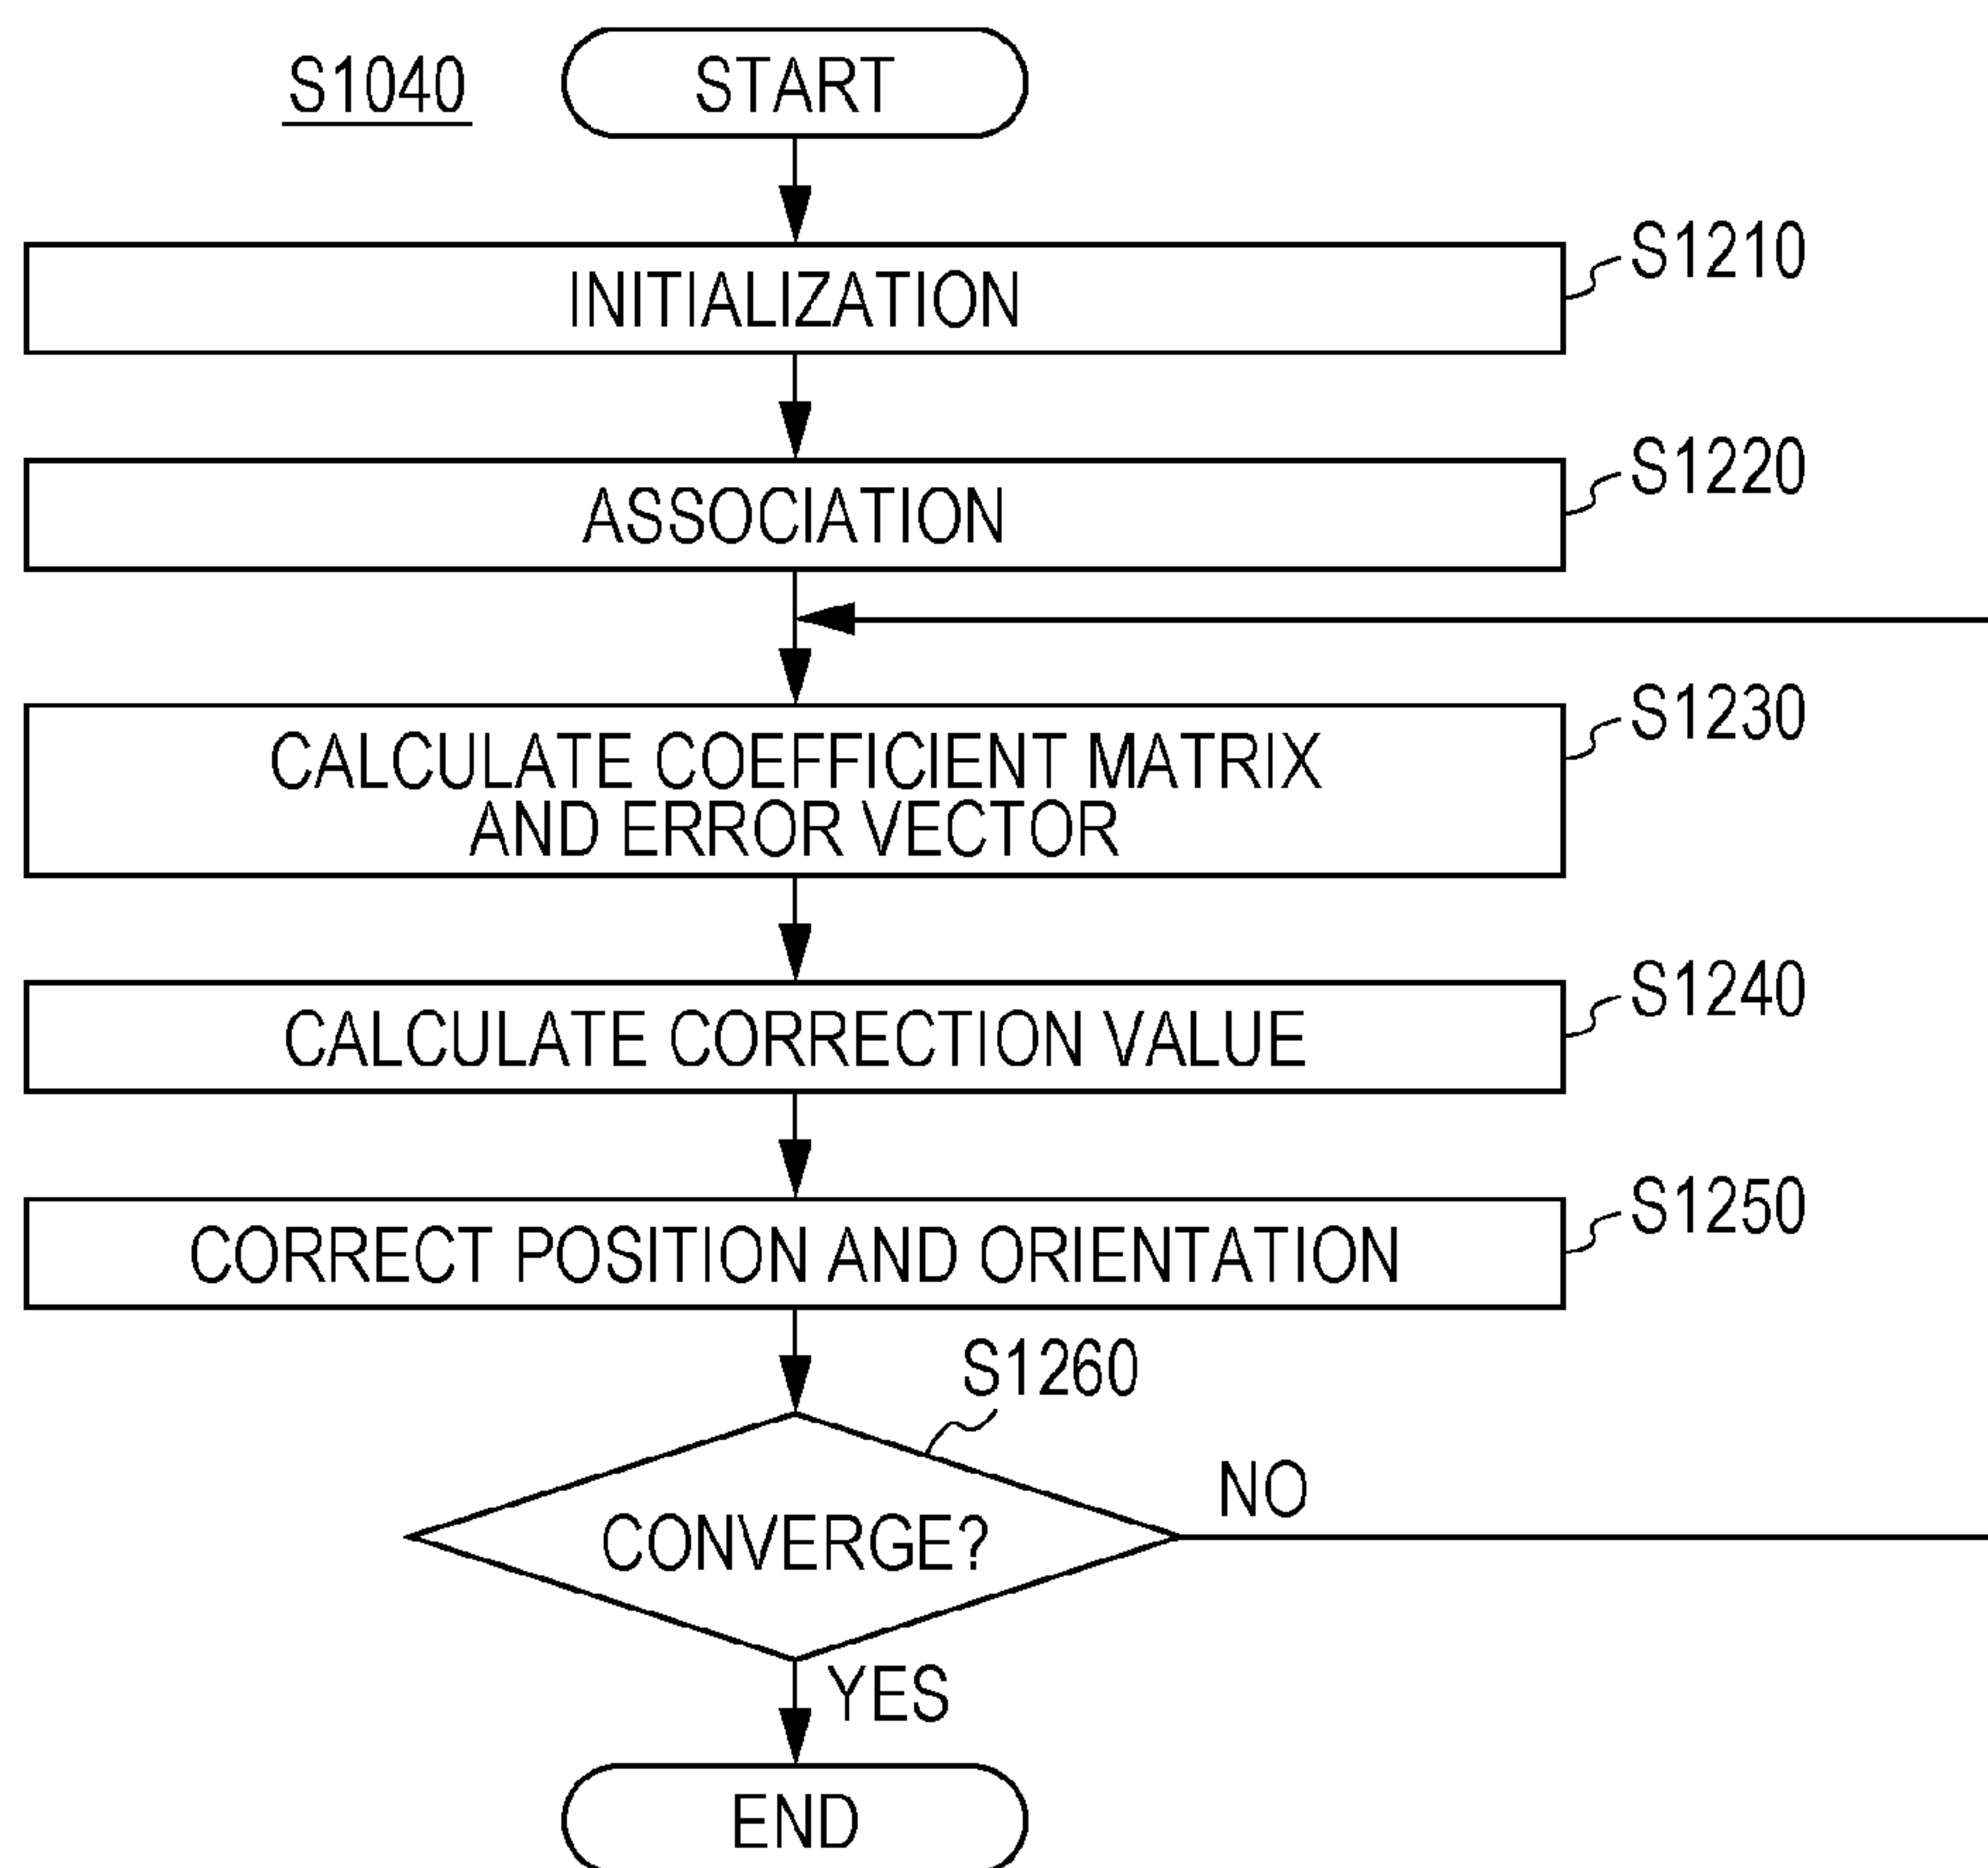 S1040
START
INITIALIZATION
S1210
ASSOCIATION
S1220
CALCULATE COEFFICIENT MATRIX
AND ERROR VECTOR
S1230
CALCULATE CORRECTION VALUE
S1240
CORRECT POSITION AND ORIENTATION
S1250
S1260
CONVERGE?
NO
YES
END